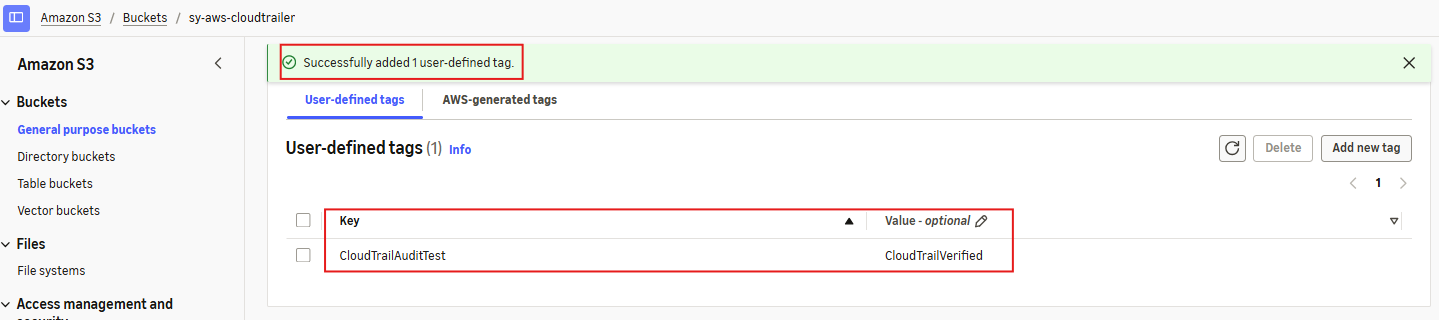 Amazon S3 / Buckets / sy-aws-cloudtrailer
Amazon S3
Buckets
General purpose buckets
Directory buckets
Table buckets
Vector buckets
Files
File systems
Access management and
security
Successfully added 1 user-defined tag.
User-defined tags AWS-generated tags
User-defined tags (1) Info
Delete Add new tag
1
Key Value - optional
CloudTrailAuditTest CloudTrailVerified